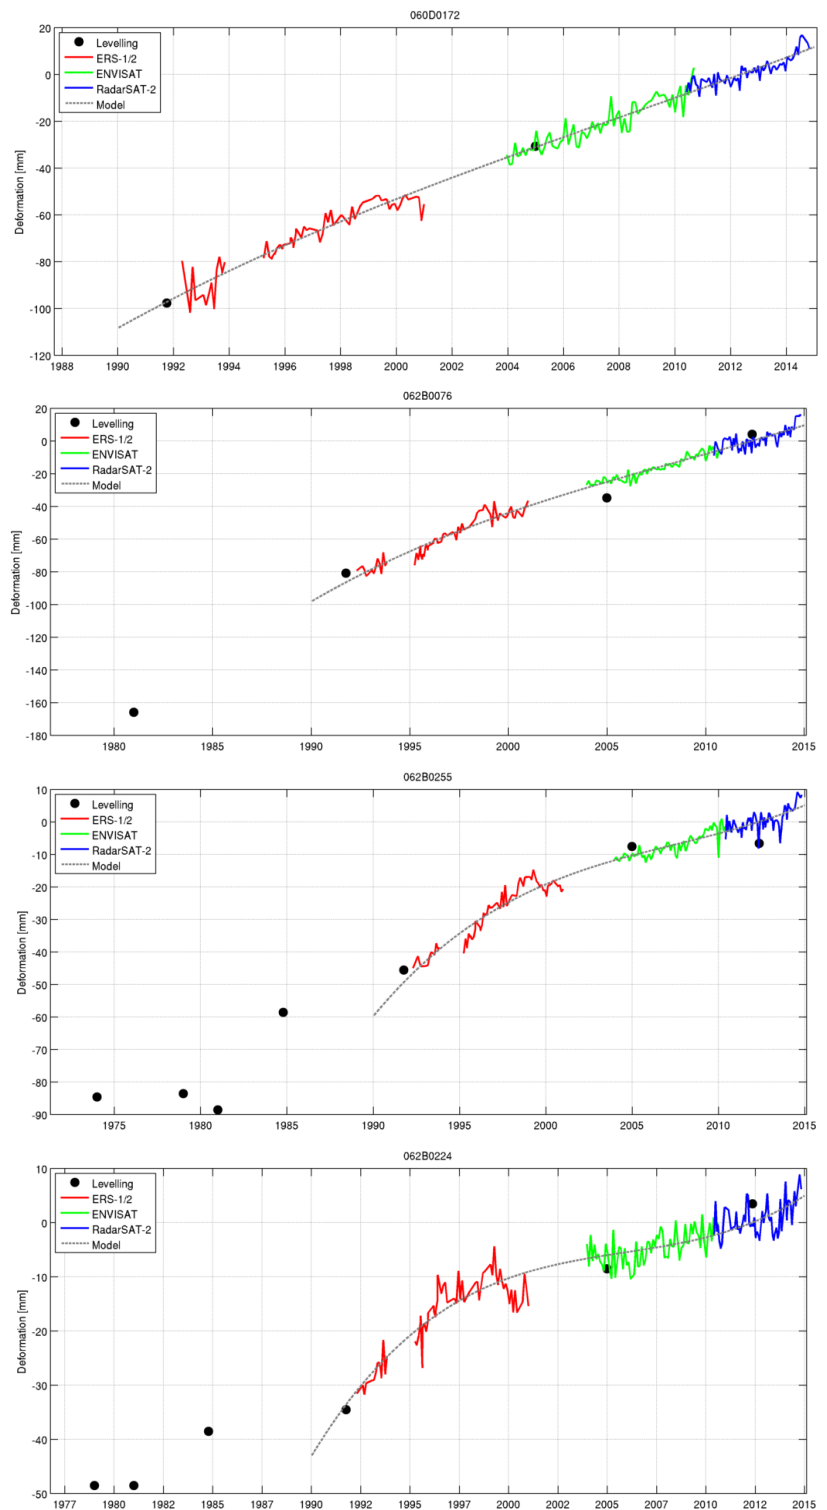 060D0172
20
0
-20
-40
-60
-80
-100
-120
Deformation [mm]
Levelling
ERS-1/2
ENVISAT
RadarSAT-2
Model
1988 1990 1992 1994 1996 1998 2000 2002 2004 2006 2008 2010 2012 2014
062B0076
20
0
-20
-40
-60
-80
-100
-120
-140
-160
-180
Deformation [mm]
Levelling
ERS-1/2
ENVISAT
RadarSAT-2
Model
1980 1985 1990 1995 2000 2005 2010 2015
062B0255
10
0
-10
-20
-30
-40
-50
-60
-70
-80
-90
Deformation [mm]
Levelling
ERS-1/2
ENVISAT
RadarSAT-2
Model
1975 1980 1985 1990 1995 2000 2005 2010 2015
062B0224
10
0
-10
-20
-30
-40
-50
Deformation [mm]
Levelling
ERS-1/2
ENVISAT
RadarSAT-2
Model
1977 1980 1982 1985 1987 1990 1992 1995 1997 2000 2002 2005 2007 2010 2012 2015